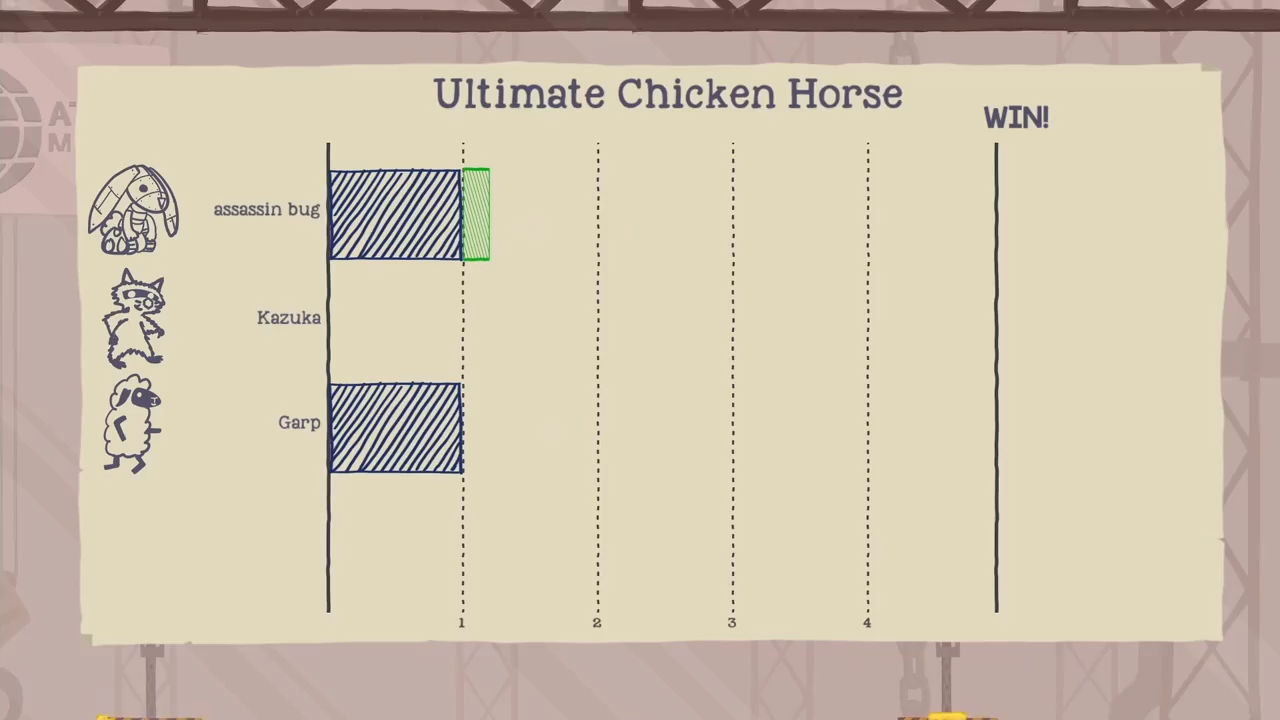 Ultimate Chicken Horse
WIN!
assassin bug
Kazuka
Garp
1 2 3 4